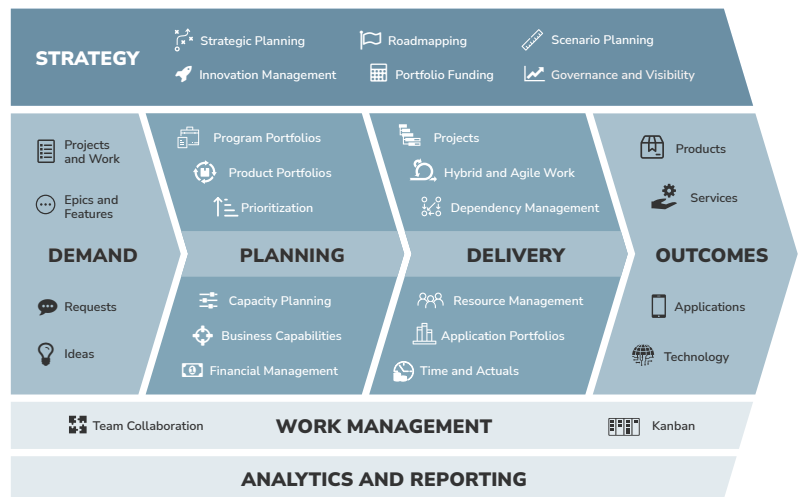 STRATEGY
Strategic Planning
Roadmapping
Scenario Planning
Innovation Management
Portfolio Funding
Governance and Visibility
Projects
and Work
Epics and
Features
DEMAND
Requests
Ideas
Program Portfolios
Product Portfolios
Prioritization
PLANNING
Capacity Planning
Business Capabilities
Financial Management
Projects
Hybrid and Agile Work
Dependency Management
DELIVERY
Resource Management
Application Portfolios
Time and Actuals
Products
Services
OUTCOMES
Applications
Technology
Team Collaboration
WORK MANAGEMENT
Kanban
ANALYTICS AND REPORTING